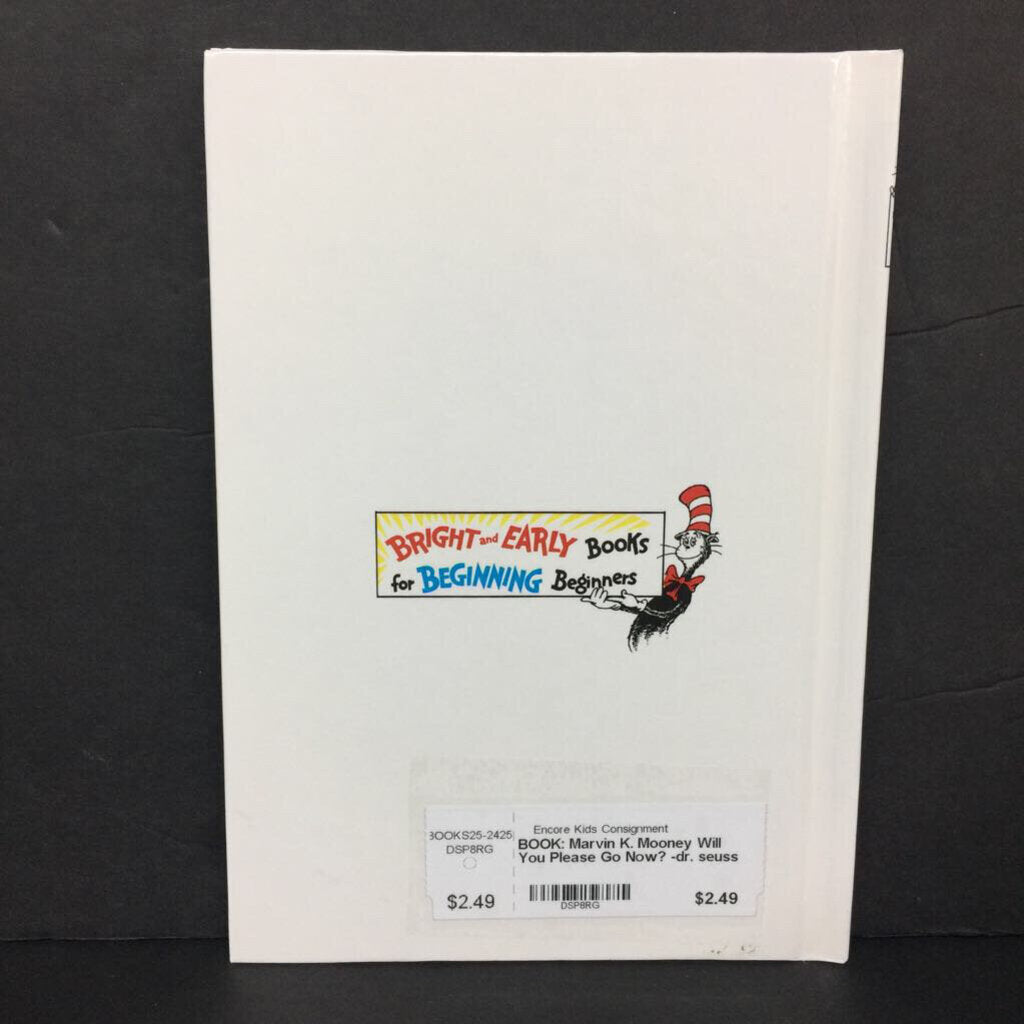 BRIGHT and EARLY Books
for BEGINNING Beginners
BOOKS25-2425
DSP8RG
$2.49
Encore Kids Consignment
BOOK: Marvin K. Mooney Will
You Please Go Now? -dr. seuss
DSP8RG
$2.49